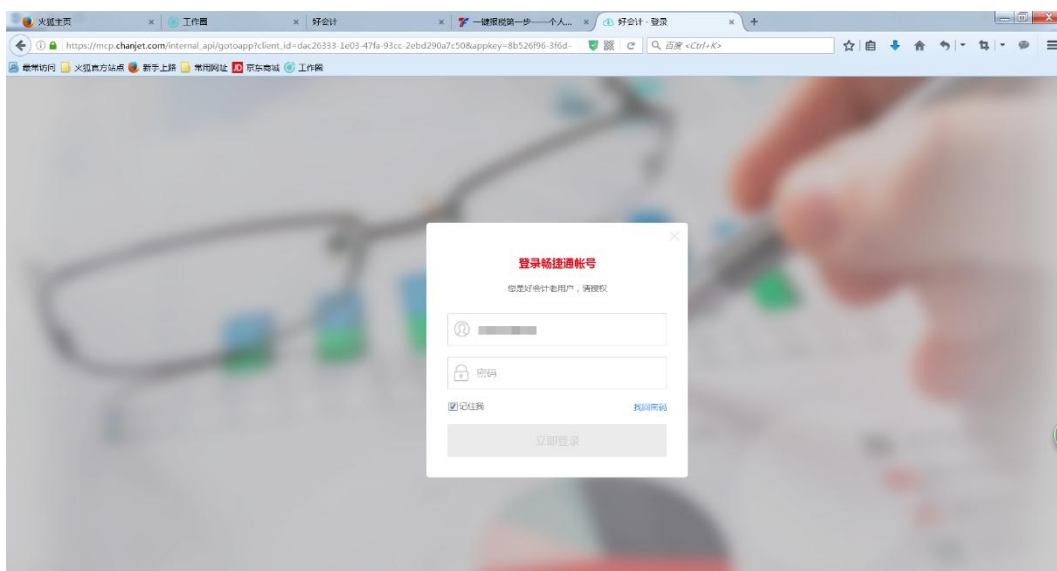 火狐主页
工作圈
好会计
一键报税第一步——个人...
好会计 - 登录
https://mcp.chanjet.com/internal_api/gotoapp?client_id=dac26333-1e03-47fa-93cc-2ebd290a7c50&appkey=8b526f96-3f6d-
百度 <Ctrl+K>
最常访问 火狐官方站点 新手上路 常用网址 JD 京东商城 工作圈
登录畅捷通帐号
您是好会计老用户，请授权
密码
记住我 找回密码
立即登录